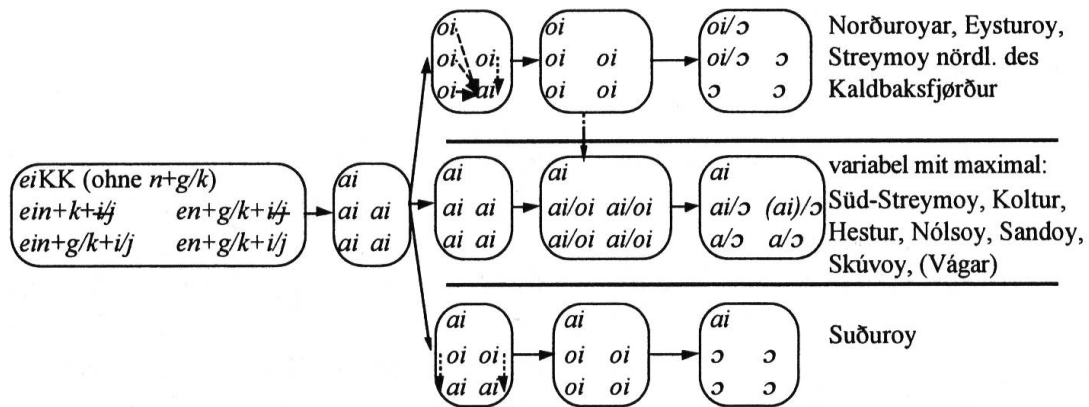 oi
oi oi
oi ai
oi
oi oi
oi oi
oi/ɔ
oi/ɔ ɔ
ɔ ɔ
Norðuroyar, Eysturoy,
Streymoy nördl. des
Kaldbaksfjørður
eiKK (ohne n+g/k)
ein+k+i/j en+g/k+i/j
ein+g/k+i/j en+g/k+i/j
ai
ai ai
ai ai
ai
ai ai
ai ai
ai
ai/oi ai/oi
ai/oi ai/oi
ai
ai/ɔ (ai)/ɔ
a/ɔ a/ɔ
variabel mit maximal:
Süd-Streymoy, Koltur,
Hestur, Nólsoy, Sandoy,
Skúvoy, (Vágar)
ai
oi oi
ai ai
ai
oi oi
oi oi
ai
ɔ ɔ
ɔ ɔ
Suðuroy